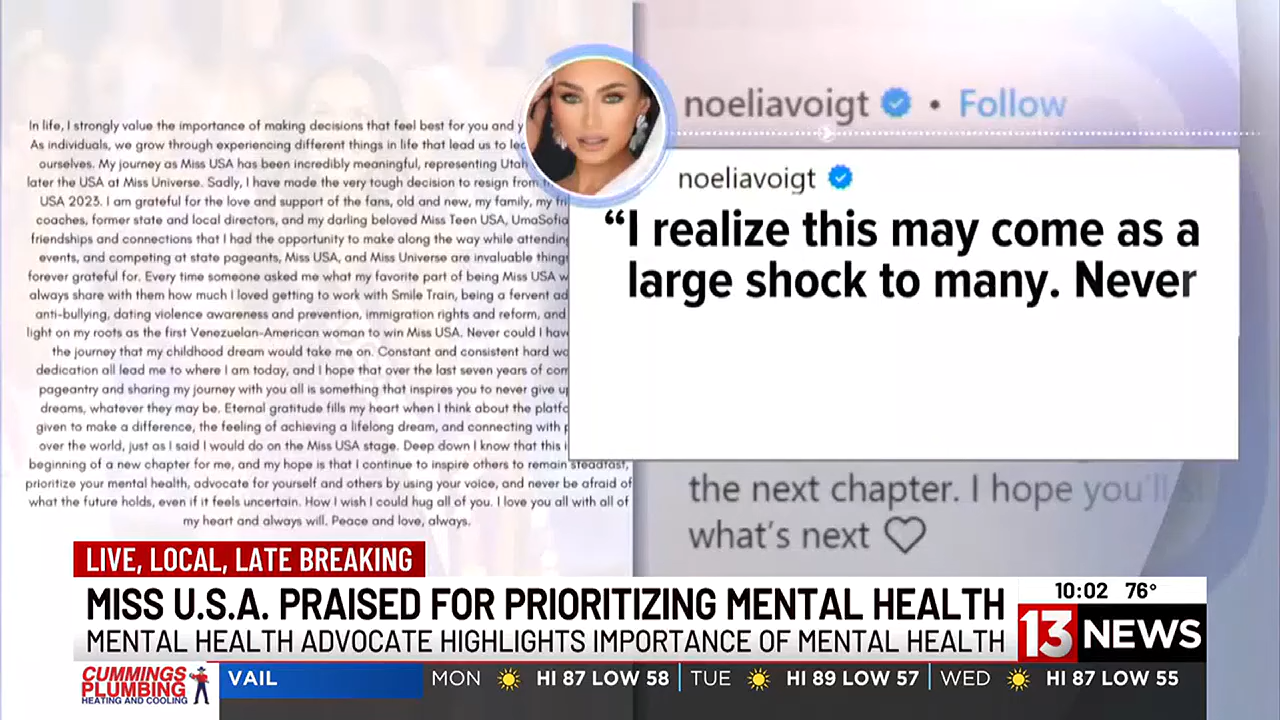 In life, I strongly value the importance of making decisions that feel best for you and y
As individuals, we grow through experiencing different things in life that lead us to lea
ourselves. My journey as Miss USA has been incredibly meaningful, representing Utah
later the USA at Miss Universe. Sadly, I have made the very tough decision to resign from
USA 2023. I am grateful for the love and support of the fans, old and new, my family, my fri
coaches, former state and local directors, and my darling beloved Miss Teen USA, UmaSofia
friendships and connections that I had the opportunity to make along the way while attending
events, and competing at state pageants, Miss USA, and Miss Universe are invaluable thing
forever grateful for. Every time someone asked me what my favorite part of being Miss USA w
always share with them how much I loved getting to work with Smile Train, being a fervent ad
anti-bullying, dating violence awareness and prevention, immigration rights and reform, and
light on my roots as the first Venezuelan-American woman to win Miss USA. Never could I have
the journey that my childhood dream would take me on. Constant and consistent hard wo
dedication all lead me to where I am today, and I hope that over the last seven years of com
pageantry and sharing my journey with you all is something that inspires you to never give up
dreams, whatever they may be. Eternal gratitude fills my heart when I think about the platfo
given to make a difference, the feeling of achieving a lifelong dream, and connecting with p
over the world, just as I said I would do on the Miss USA stage. Deep down I know that this i
beginning of a new chapter for me, and my hope is that I continue to inspire others to remain steadfast,
prioritize your mental health, advocate for yourself and others by using your voice, and never be afraid of
what the future holds, even if it feels uncertain. How I wish I could hug all of you. I love you all with all of
my heart and always will. Peace and love, always.
noeliavoigt • Follow
noeliavoigt
“I realize this may come as a
large shock to many. Never
the next chapter. I hope you'll s
what's next
LIVE, LOCAL, LATE BREAKING
MISS U.S.A. PRAISED FOR PRIORITIZING MENTAL HEALTH
MENTAL HEALTH ADVOCATE HIGHLIGHTS IMPORTANCE OF MENTAL HEALTH
10:02 76°
13 NEWS
CUMMINGS
PLUMBING
HEATING AND COOLING
VAIL MON HI 87 LOW 58 TUE HI 89 LOW 57 WED HI 87 LOW 55